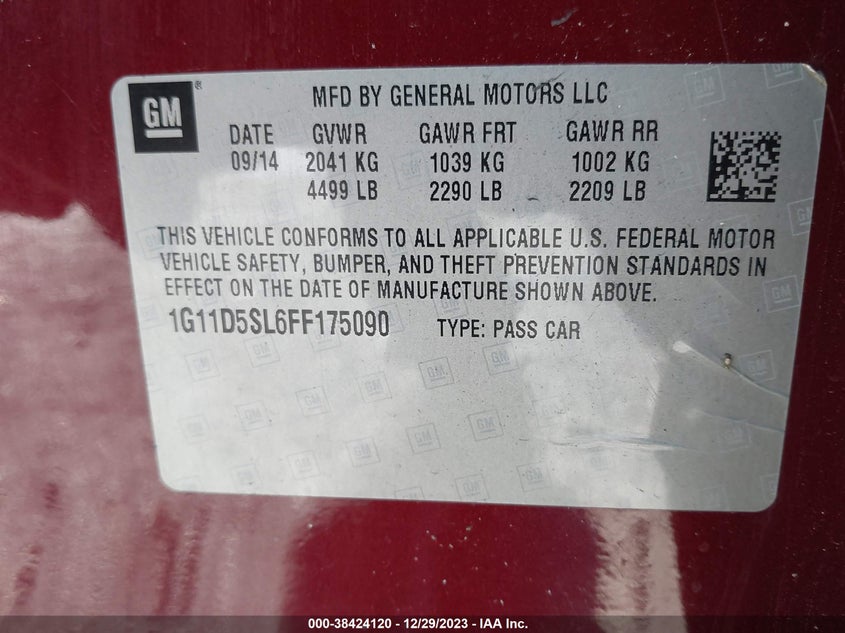 GM
®
MFD BY GENERAL MOTORS LLC
DATE GVWR GAWR FRT GAWR RR
09/14 2041 KG 1039 KG 1002 KG
4499 LB 2290 LB 2209 LB
THIS VEHICLE CONFORMS TO ALL APPLICABLE U.S. FEDERAL MOTOR
VEHICLE SAFETY, BUMPER, AND THEFT PREVENTION STANDARDS IN
EFFECT ON THE DATE OF MANUFACTURE SHOWN ABOVE.
1G11D5SL6FF175090 TYPE: PASS CAR
000-38424120 - 12/29/2023 - IAA Inc.